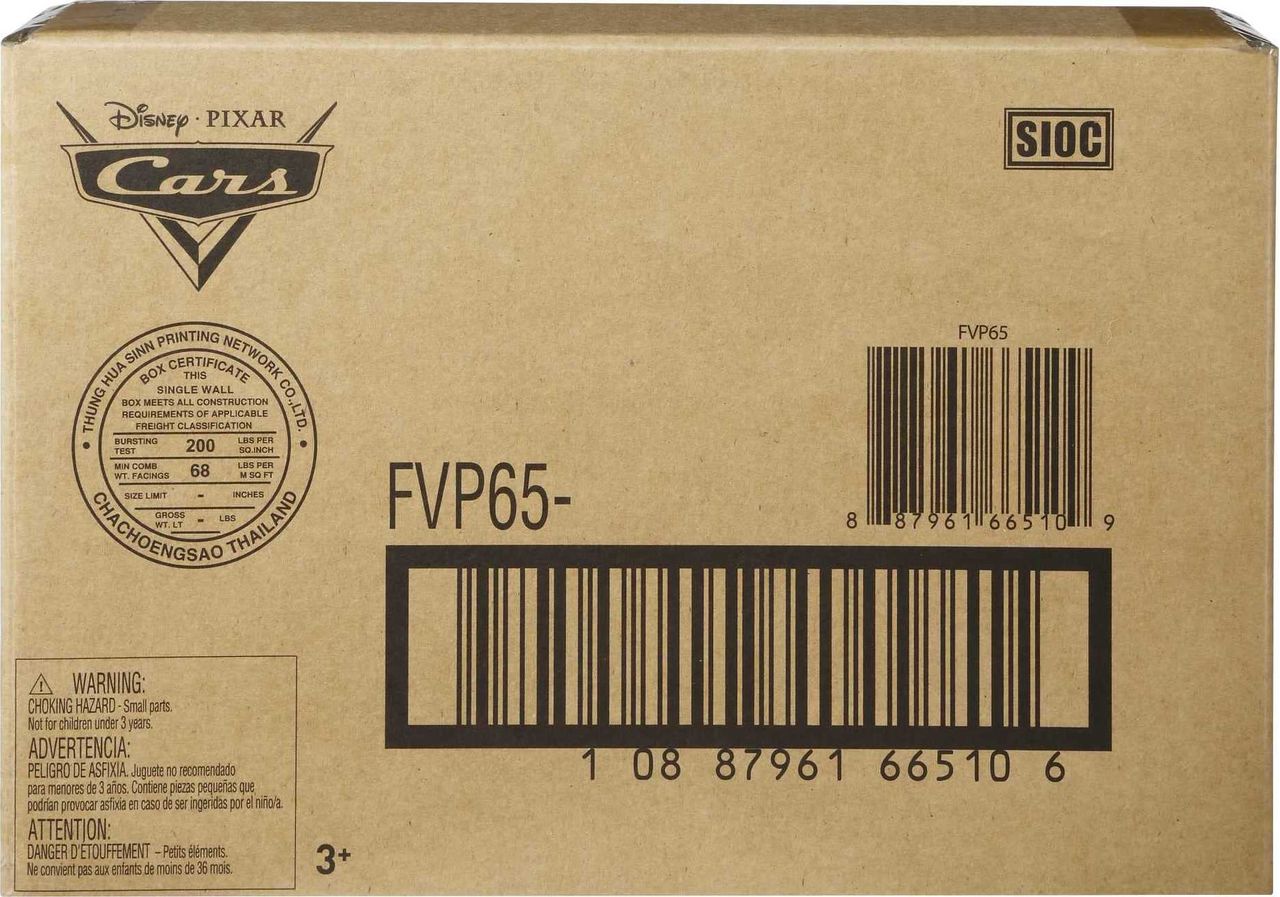 DISNEY · PIXAR
Cars
SIOC
THUNG HUA SINN PRINTING NETWORK CO.,LTD.
BOX CERTIFICATE
THIS
SINGLE WALL
BOX MEETS ALL CONSTRUCTION
REQUIREMENTS OF APPLICABLE
FREIGHT CLASSIFICATION
BURSTING TEST 200 LBS PER SQ.INCH
MIN COMB WT. FACINGS 68 LBS PER M SQ FT
SIZE LIMIT - INCHES
GROSS WT. LT - LBS
CHACHOENGSAO THAILAND
FVP65
8 87961 66510 9
FVP65-
1 08 87961 66510 6
⚠ WARNING:
CHOKING HAZARD - Small parts.
Not for children under 3 years.
ADVERTENCIA:
PELIGRO DE ASFIXIA. Juguete no recomendado
para menores de 3 años. Contiene piezas pequeñas que
podrían provocar asfixia en caso de ser ingeridas por el niño/a.
ATTENTION:
DANGER D'ÉTOUFFEMENT – Petits éléments.
Ne convient pas aux enfants de moins de 36 mois.
3+